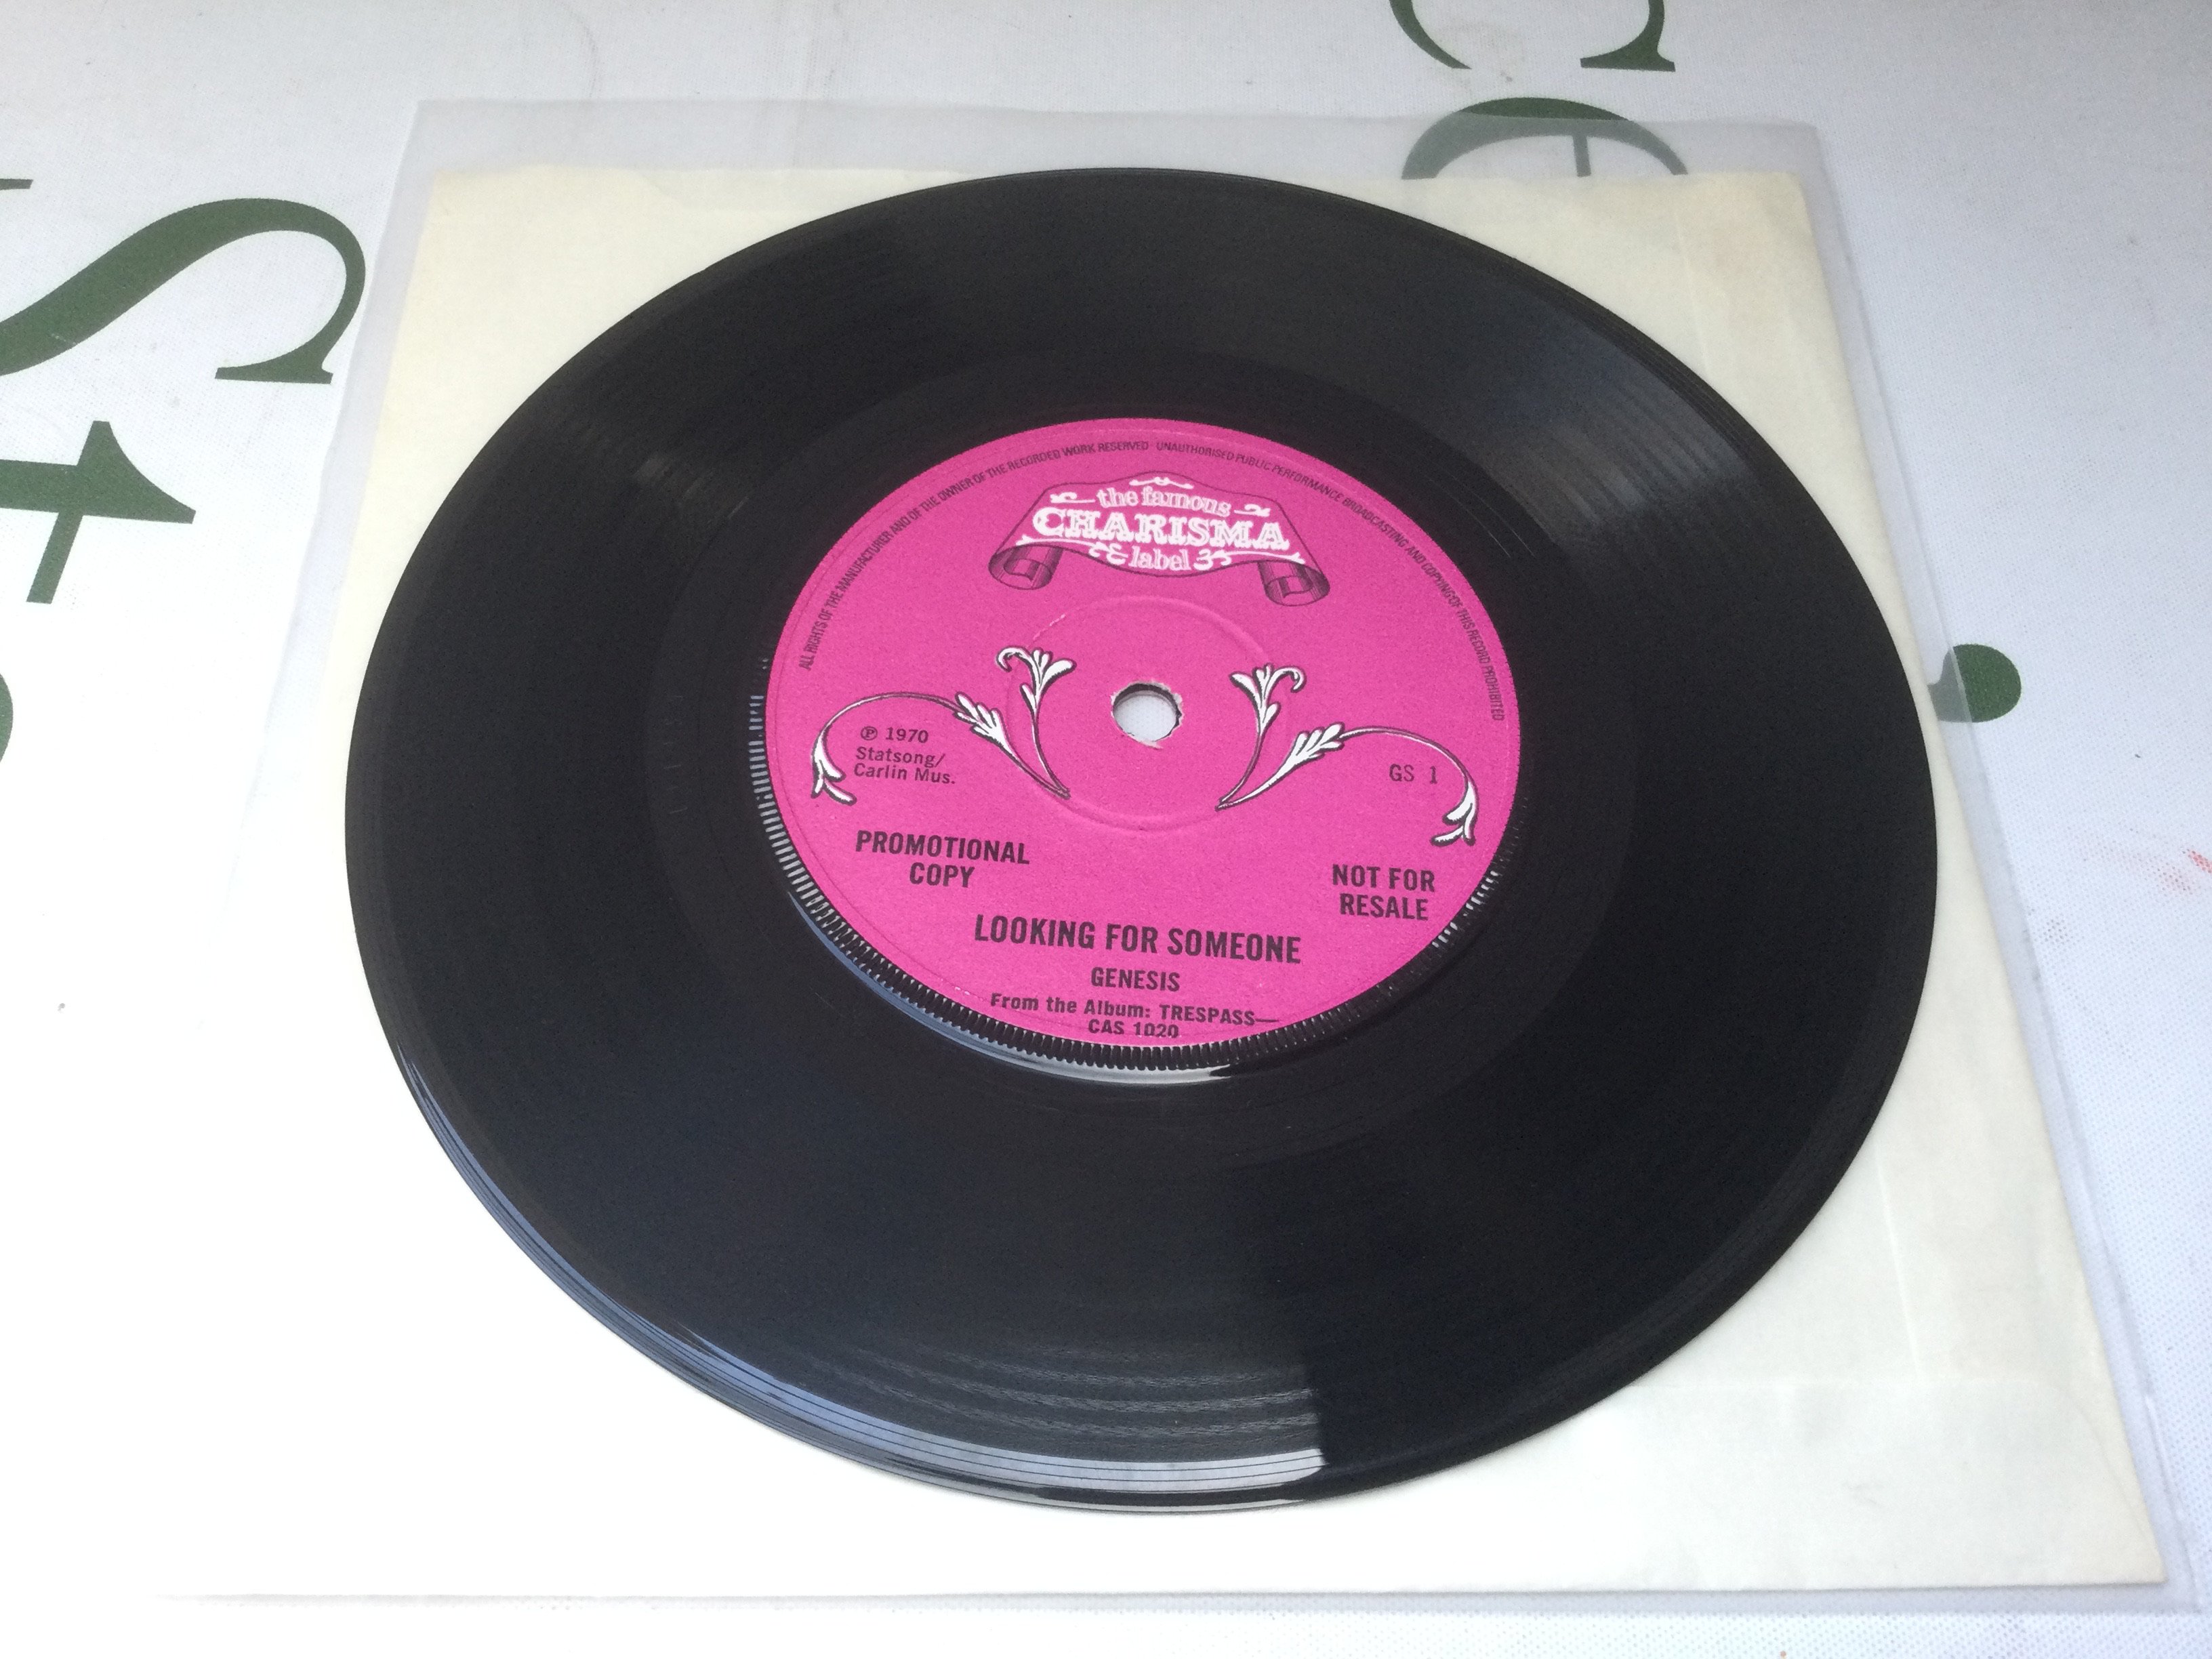 ALL RIGHTS OF THE MANUFACTURER AND OF THE OWNER OF THE RECORDED WORK RESERVED · UNAUTHORISED PUBLIC PERFORMANCE BROADCASTING AND COPYING OF THIS RECORD PROHIBITED
the famous
CHARISMA
label
℗ 1970
Statsong/
Carlin Mus.
GS 1
PROMOTIONAL
COPY
NOT FOR
RESALE
LOOKING FOR SOMEONE
GENESIS
From the Album: TRESPASS—
CAS 1020